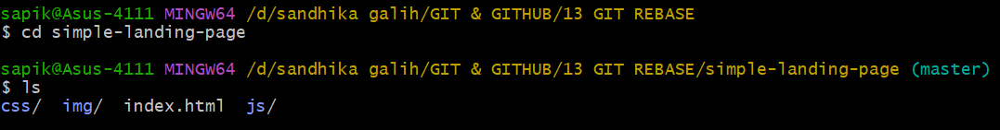 sapik@Asus-4111 MINGW64 /d/sandhika galih/GIT & GITHUB/13 GIT REBASE
$ cd simple-landing-page
sapik@Asus-4111 MINGW64 /d/sandhika galih/GIT & GITHUB/13 GIT REBASE/simple-landing-page (master)
$ ls
css/  img/  index.html  js/